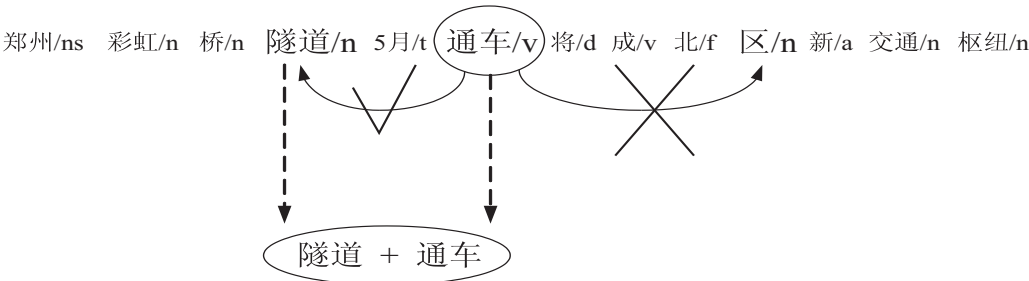 郑州/ns 彩虹/n 桥/n 隧道/n 5月/t 通车/v 将/d 成/v 北/f 区/n 新/a 交通/n 枢纽/n
隧道 + 通车